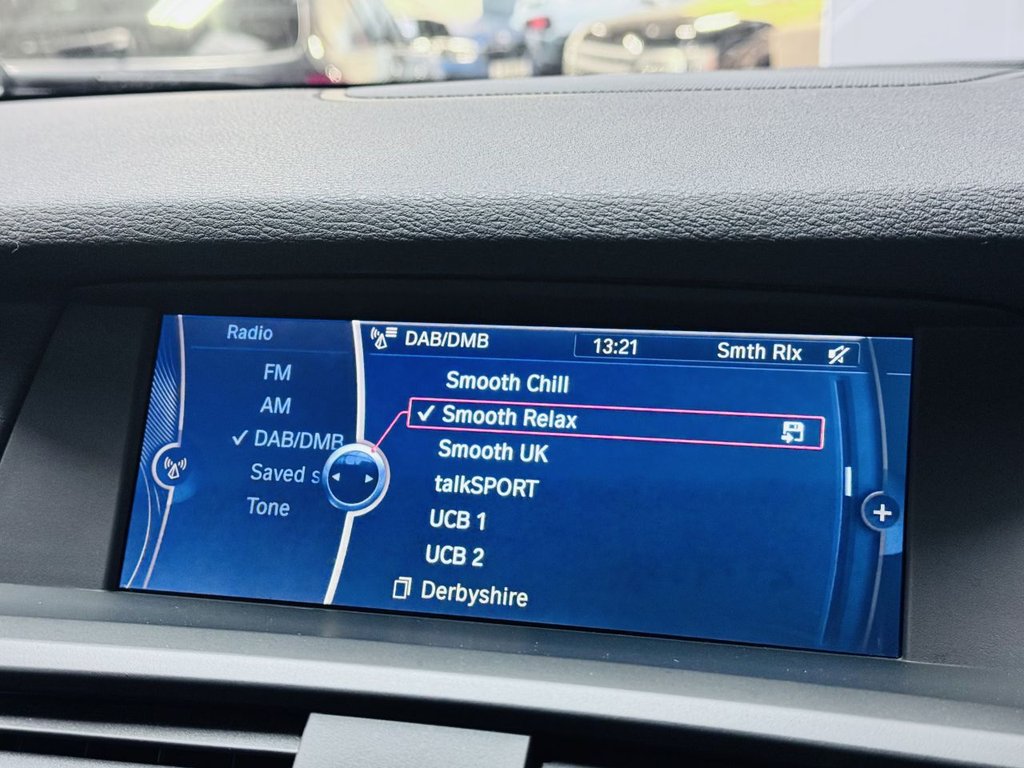 Radio
FM
AM
DAB/DMB
Saved s
Tone
DAB/DMB
13:21
Smth Rlx
Smooth Chill
Smooth Relax
Smooth UK
talkSPORT
UCB 1
UCB 2
Derbyshire